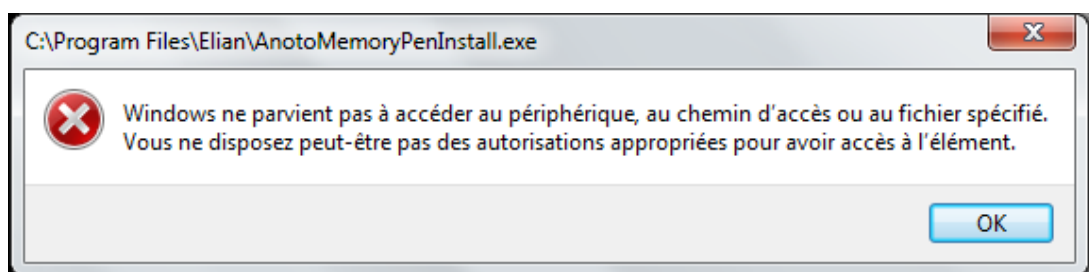 C:\Program Files\Elian\AnotoMemoryPenInstall.exe
Windows ne parvient pas à accéder au périphérique, au chemin d’accès ou au fichier spécifié.
Vous ne disposez peut-être pas des autorisations appropriées pour avoir accès à l’élément.
OK